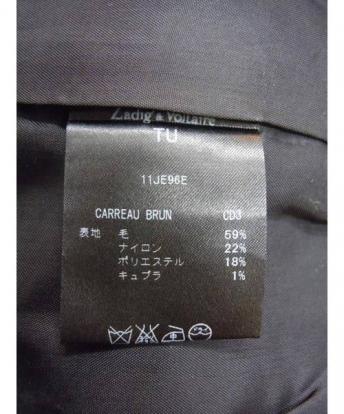 Zadig & Voltaire
TU
11JE96E
CARREAU BRUN CD3
表地 毛 59%
ナイロン 22%
ポリエステル 18%
キュプラ 1%